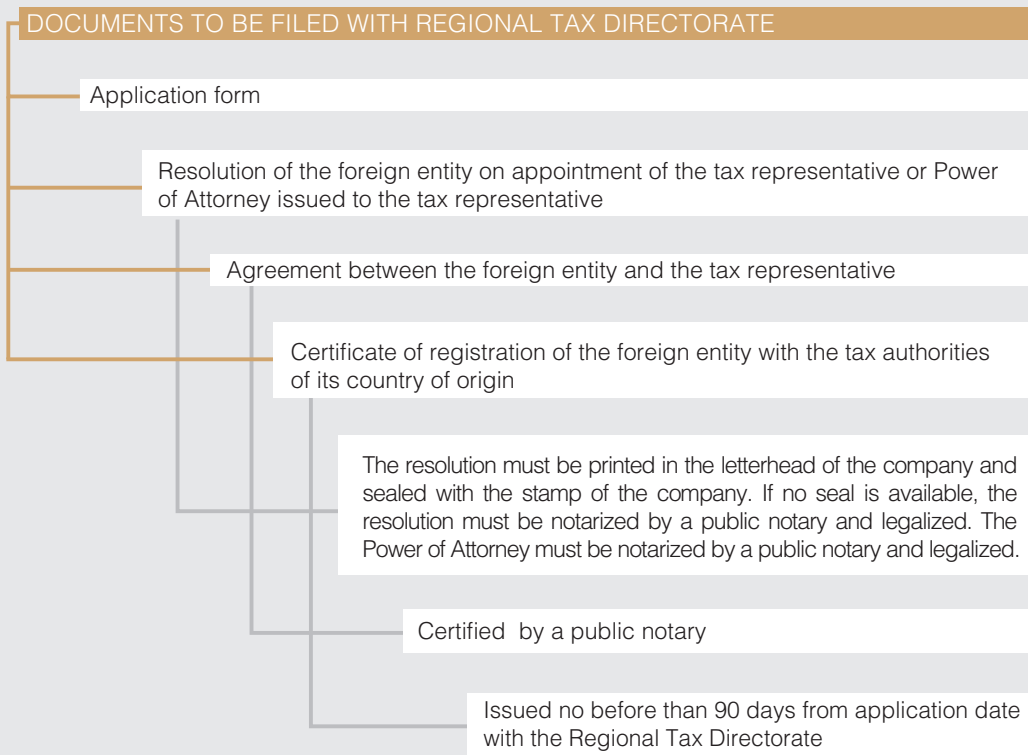 DOCUMENTS TO BE FILED WITH REGIONAL TAX DIRECTORATE
Application form
Resolution of the foreign entity on appointment of the tax representative or Power
of Attorney issued to the tax representative
Agreement between the foreign entity and the tax representative
Certificate of registration of the foreign entity with the tax authorities
of its country of origin
The resolution must be printed in the letterhead of the company and
sealed with the stamp of the company. If no seal is available, the
resolution must be notarized by a public notary and legalized. The
Power of Attorney must be notarized by a public notary and legalized.
Certified by a public notary
Issued no before than 90 days from application date
with the Regional Tax Directorate